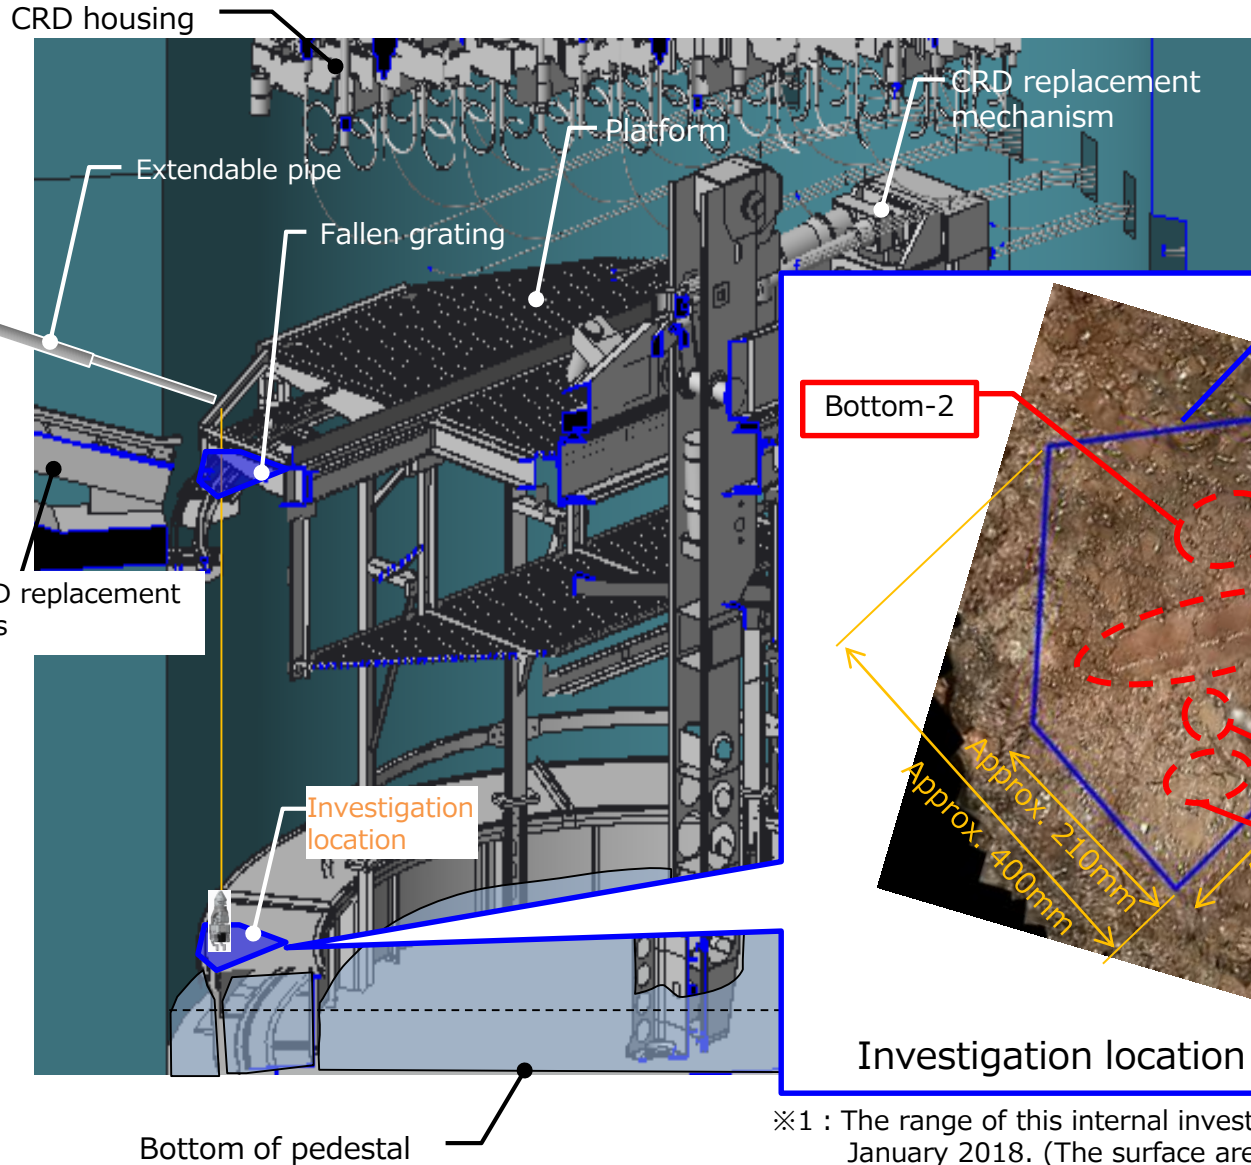 CRD housing
CRD replacement
mechanism
Platform
Extendable pipe
Fallen grating
Bottom-2
replacement
Investigation
location
Approx. 210mm
Approx. 400mm
Investigation location
Bottom of pedestal
※1 : The range of this internal invest
January 2018. (The surface are